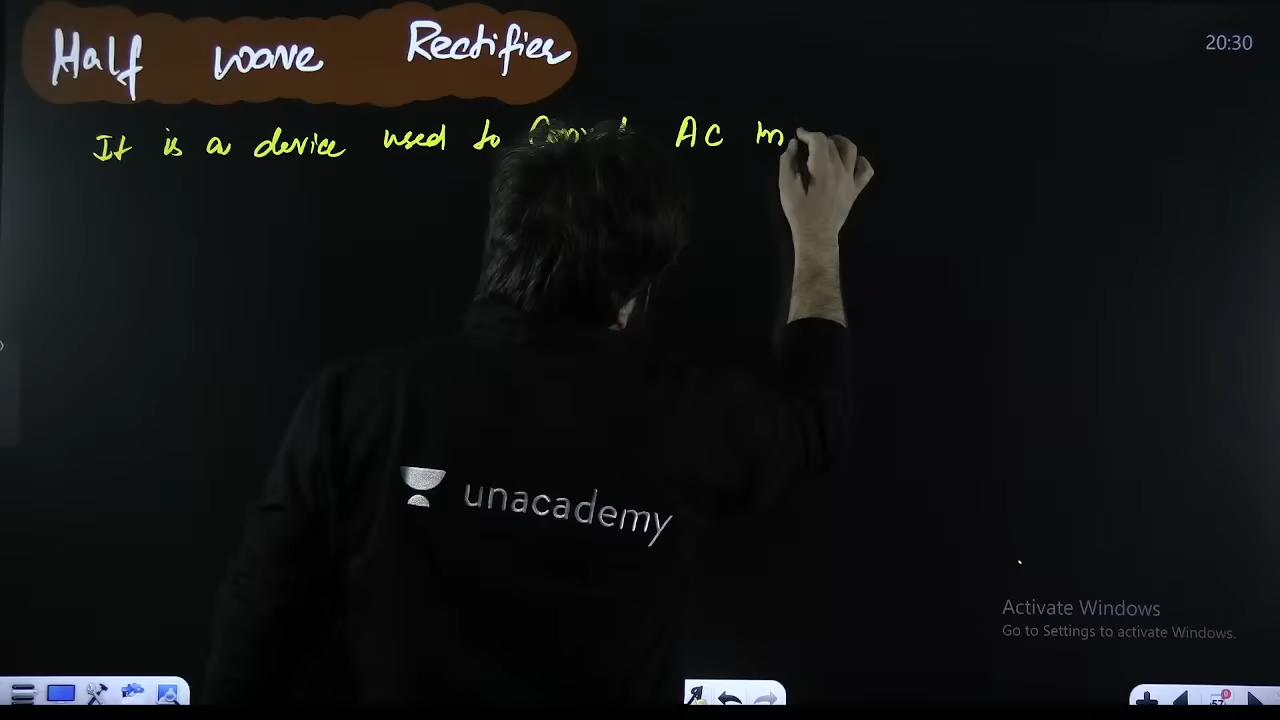 Half wave Rectifier
20:30
It is a device used to AC in
unacademy
Activate Windows
Go to Settings to activate Windows.
57